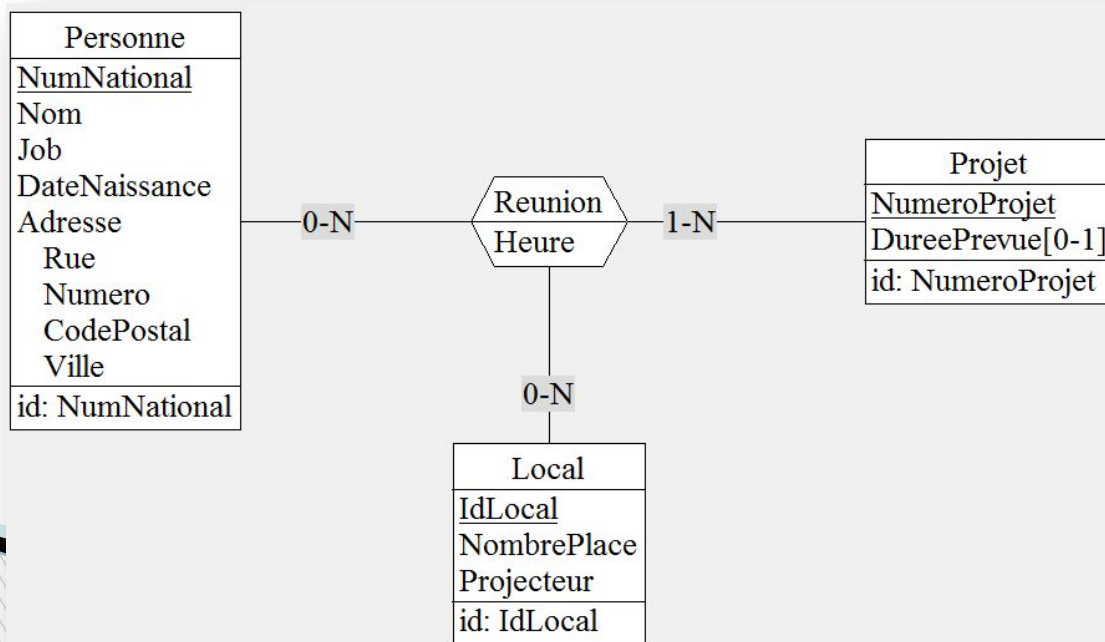 Personne
NumNational
Nom
Job
DateNaissance
Adresse
Rue
Numero
CodePostal
Ville
id: NumNational
0-N
Reunion
Heure
1-N
Projet
NumeroProjet
DureePrevue[0-1]
id: NumeroProjet
0-N
Local
IdLocal
NombrePlace
Projecteur
id: IdLocal